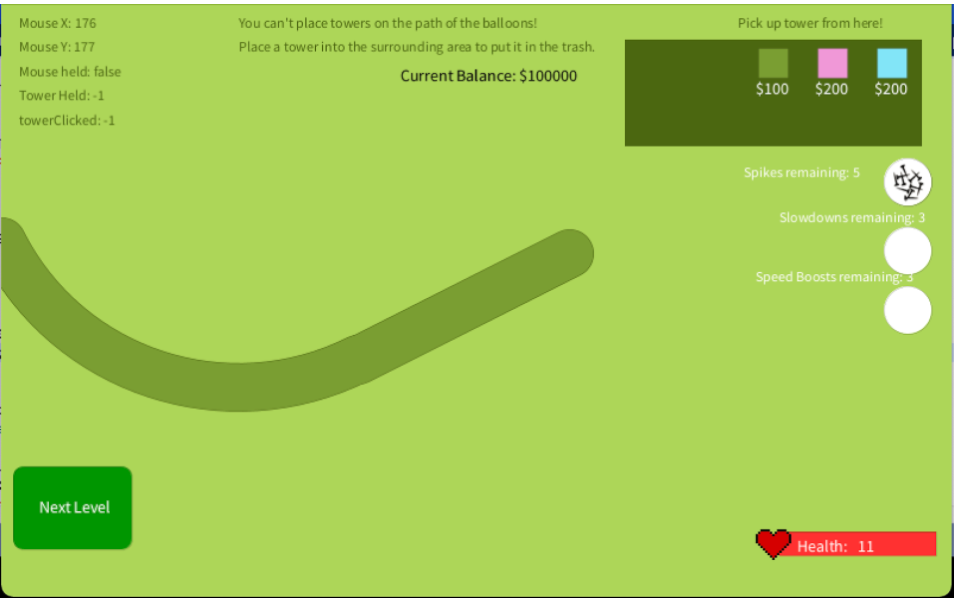 Mouse X: 176
Mouse Y: 177
Mouse held: false
Tower Held: -1
towerClicked: -1
You can't place towers on the path of the balloons!
Place a tower into the surrounding area to put it in the trash.
Current Balance: $100000
Pick up tower from here!
$100 $200 $200
Spikes remaining: 5
Slowdowns remaining: 3
Speed Boosts remaining: 3
Next Level
Health: 11